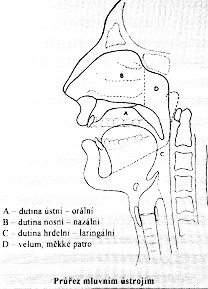 B
D
A
C
C
A – dutina ústní – orální
B – dutina nosní – nazální
C – dutina hrdelní – laringální
D – velum, měkké patro
Průřez mluvním ústrojím